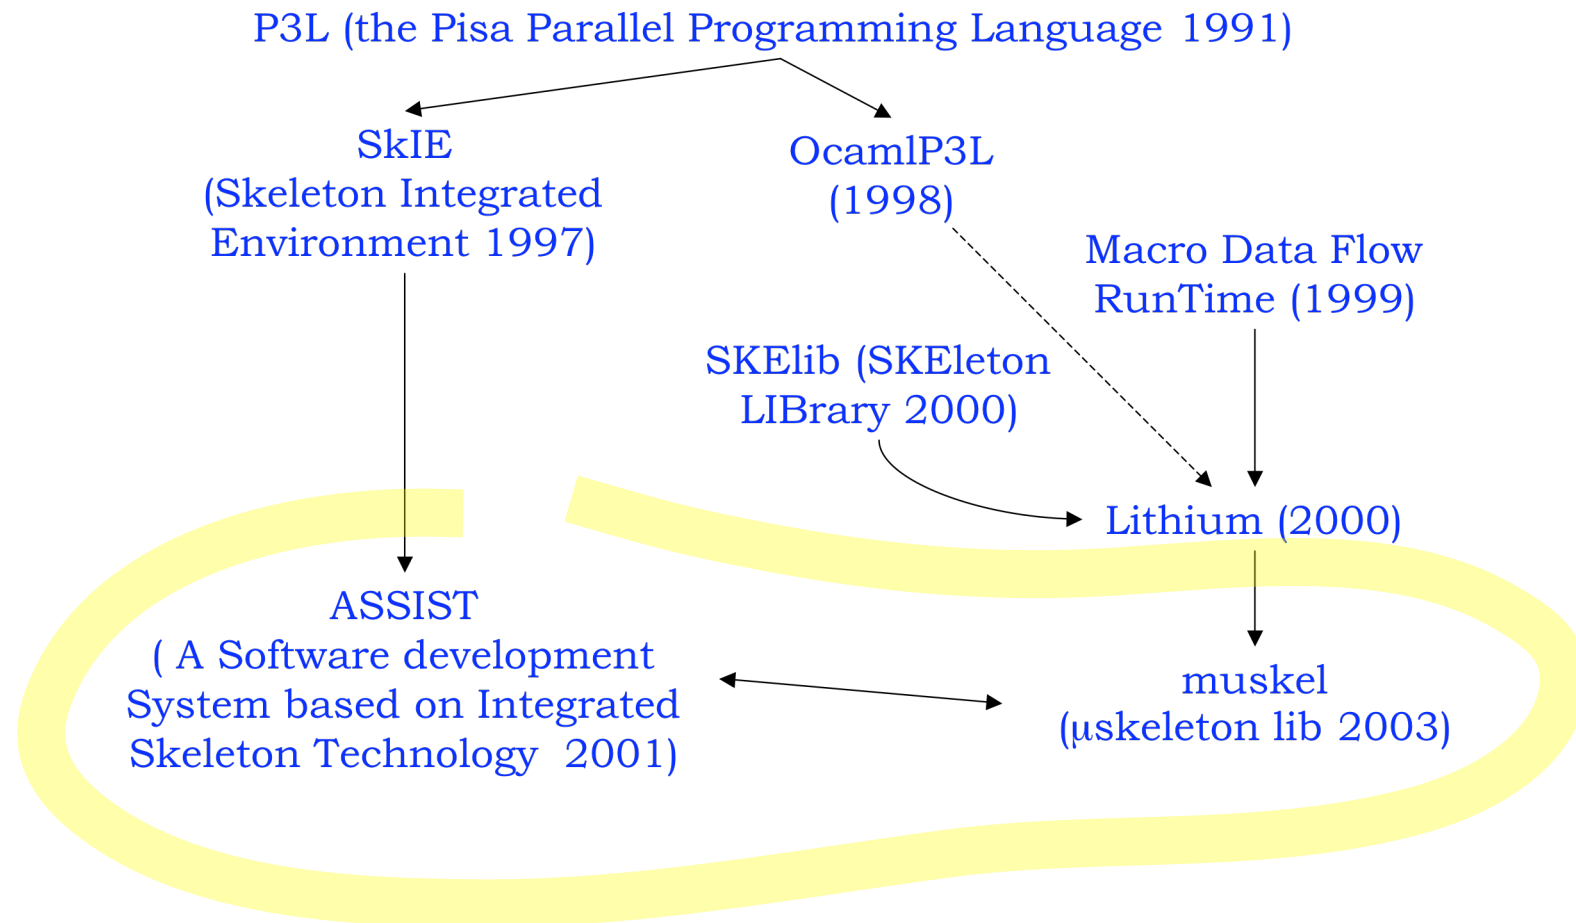 P3L (the Pisa Parallel Programming Language 1991)
SkIE
(Skeleton Integrated
Environment 1997)
OcamlP3L
(1998)
Macro Data Flow
RunTime (1999)
SKElib (SKEleton
LIBrary 2000)
Lithium (2000)
ASSIST
( A Software development
System based on Integrated
Skeleton Technology  2001)
muskel
(μskeleton lib 2003)